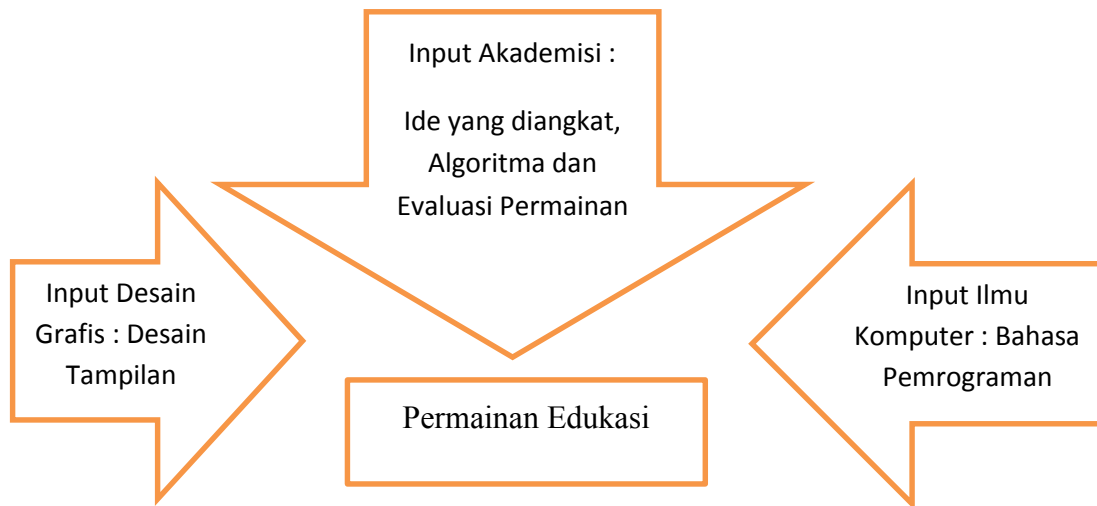 Input Akademisi :
Ide yang diangkat,
Algoritma dan
Evaluasi Permainan
Input Desain
Grafis : Desain
Tampilan
Input Ilmu
Komputer : Bahasa
Pemrograman
Permainan Edukasi